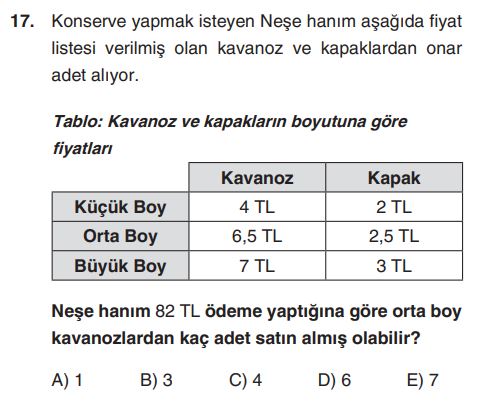 17. Konserve yapmak isteyen Neşe hanım aşağıda fiyat
listesi verilmiş olan kavanoz ve kapaklardan onar
adet alıyor.
Tablo: Kavanoz ve kapakların boyutuna göre
fiyatları
Kavanoz Kapak
Küçük Boy 4 TL 2 TL
Orta Boy 6,5 TL 2,5 TL
Büyük Boy 7 TL 3 TL
Neşe hanım 82 TL ödeme yaptığına göre orta boy
kavanozlardan kaç adet satın almış olabilir?
A) 1 B) 3 C) 4 D) 6 E) 7